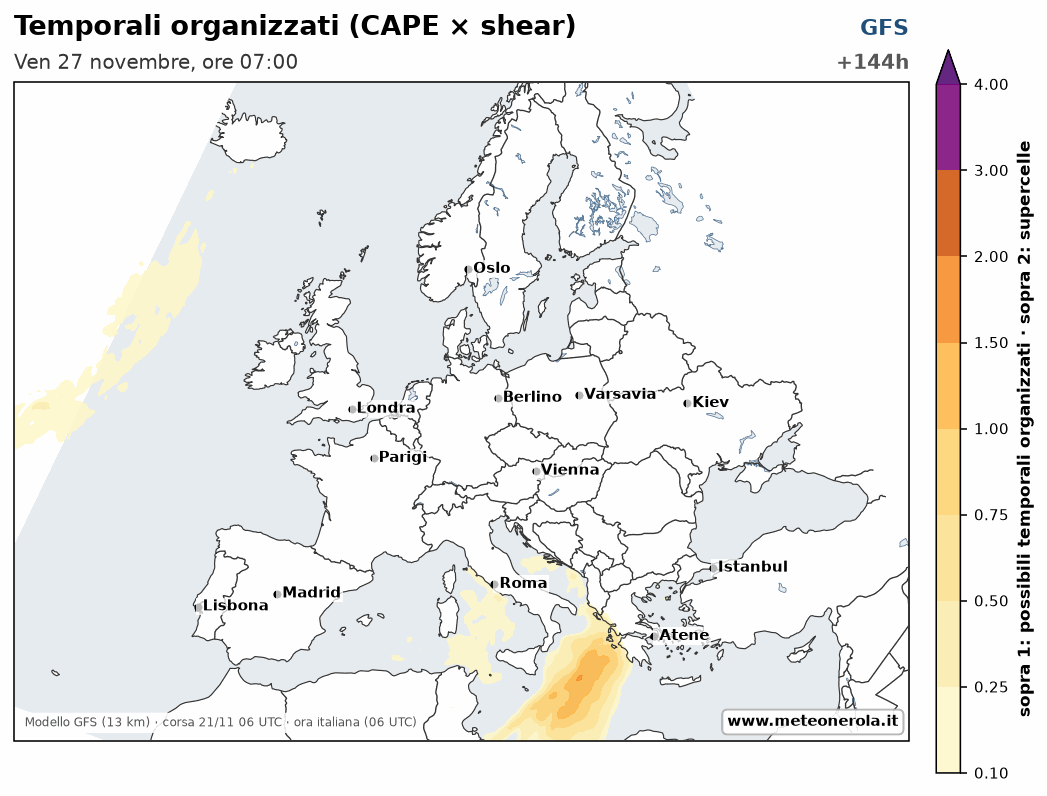 Temporali organizzati (CAPE × shear)
GFS
Ven 27 novembre, ore 07:00
+144h
Oslo
Londra
Berlino
Varsavia
Kiev
Parigi
Vienna
Istanbul
Roma
Madrid
Lisbona
Atene
Modello GFS (13 km) · corsa 21/11 06 UTC · ora italiana (06 UTC)
www.meteonerola.it
4.00
3.00
2.00
1.50
1.00
0.75
0.50
0.25
0.10
sopra 1: possibili temporali organizzati · sopra 2: supercelle